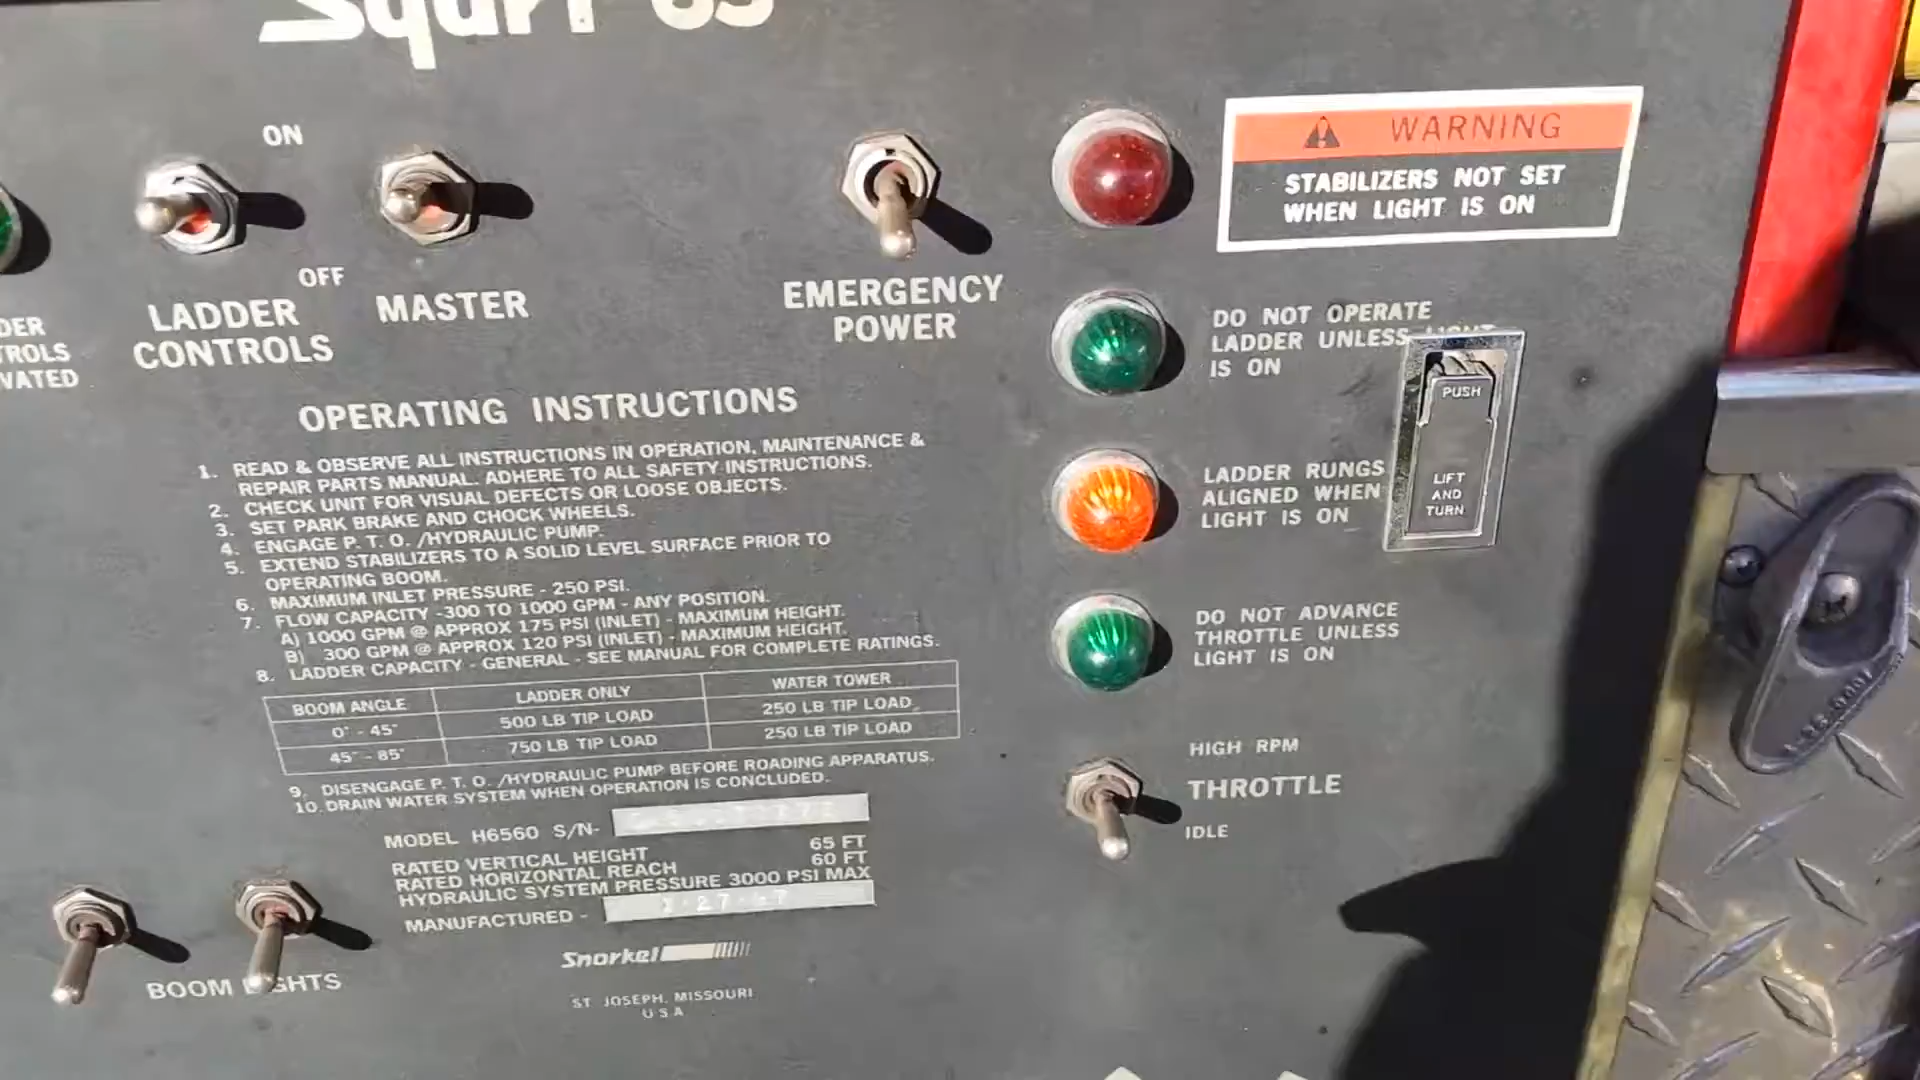 Squrt 65
ON
OFF
LADDER
CONTROLS
MASTER
EMERGENCY
POWER
WARNING
STABILIZERS NOT SET
WHEN LIGHT IS ON
DO NOT OPERATE
LADDER UNLESS LIGHT
IS ON
PUSH
LIFT
AND
TURN
LADDER RUNGS
ALIGNED WHEN
LIGHT IS ON
DO NOT ADVANCE
THROTTLE UNLESS
LIGHT IS ON
HIGH RPM
THROTTLE
IDLE
OPERATING INSTRUCTIONS
1. READ & OBSERVE ALL INSTRUCTIONS IN OPERATION, MAINTENANCE &
REPAIR PARTS MANUAL. ADHERE TO ALL SAFETY INSTRUCTIONS.
2. CHECK UNIT FOR VISUAL DEFECTS OR LOOSE OBJECTS.
3. SET PARK BRAKE AND CHOCK WHEELS.
4. ENGAGE P. T. O. /HYDRAULIC PUMP.
5. EXTEND STABILIZERS TO A SOLID LEVEL SURFACE PRIOR TO
OPERATING BOOM.
6. MAXIMUM INLET PRESSURE - 250 PSI.
7. FLOW CAPACITY -300 TO 1000 GPM - ANY POSITION.
A) 1000 GPM @ APPROX 175 PSI (INLET) - MAXIMUM HEIGHT.
B) 300 GPM @ APPROX 120 PSI (INLET) - MAXIMUM HEIGHT.
8. LADDER CAPACITY - GENERAL - SEE MANUAL FOR COMPLETE RATINGS.
BOOM ANGLE LADDER ONLY WATER TOWER
0° - 45° 500 LB TIP LOAD 250 LB TIP LOAD
45° - 85° 750 LB TIP LOAD 250 LB TIP LOAD
9. DISENGAGE P. T. O. /HYDRAULIC PUMP BEFORE ROADING APPARATUS.
10. DRAIN WATER SYSTEM WHEN OPERATION IS CONCLUDED.
MODEL H6560 S/N-
RATED VERTICAL HEIGHT 65 FT
RATED HORIZONTAL REACH 60 FT
HYDRAULIC SYSTEM PRESSURE 3000 PSI MAX
MANUFACTURED -
Snorkel
ST JOSEPH, MISSOURI
U S A
BOOM LIGHTS